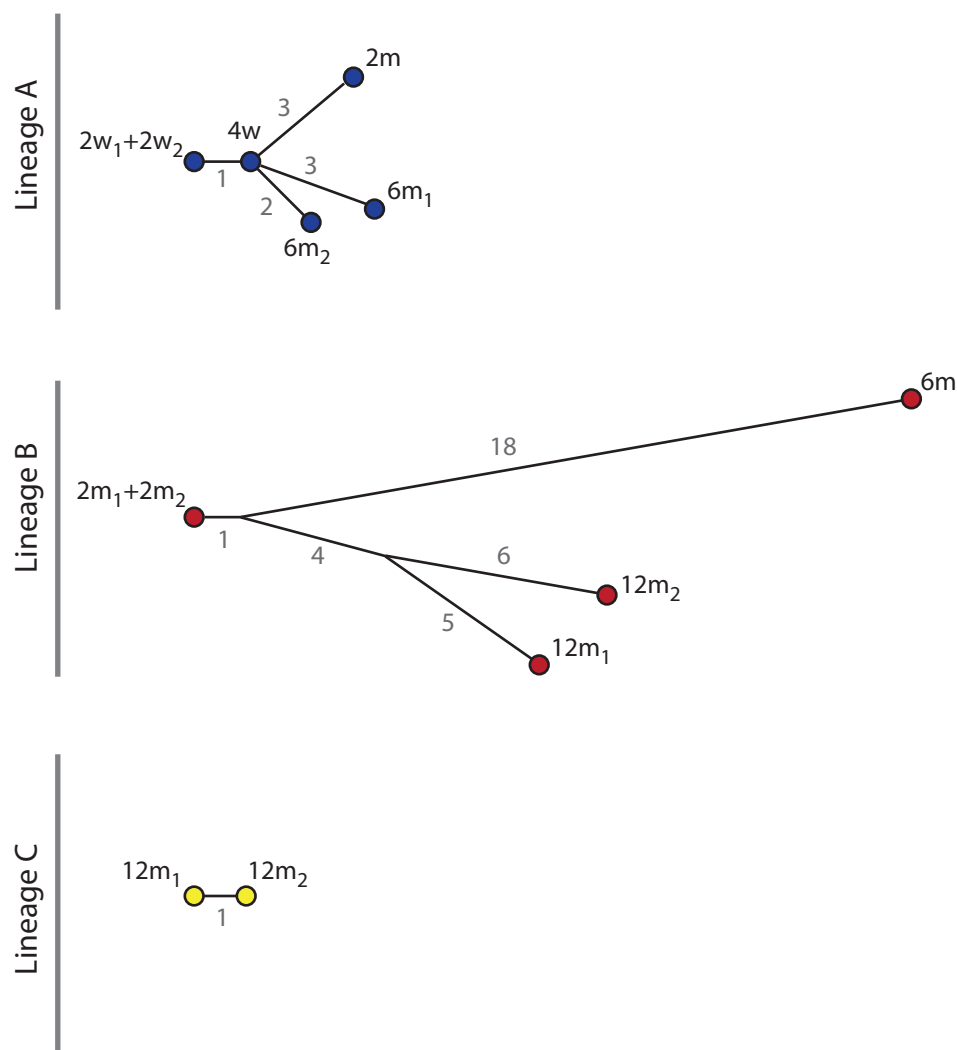 Lineage A
2m
3
4w
2w₁+2w₂
1
3
6m₁
2
6m₂
Lineage B
6m
18
2m₁+2m₂
1
4
6
12m₂
5
12m₁
Lineage C
12m₁
12m₂
1